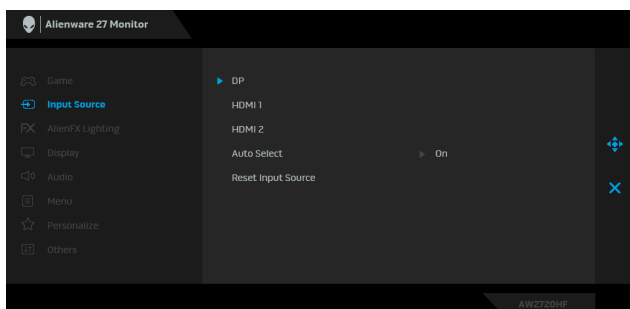 Alienware 27 Monitor
Game
Input Source
FX AlienFX Lighting
Display
Audio
Menu
Personalize
Others
DP
HDMI 1
HDMI 2
Auto Select On
Reset Input Source
AW2720HF